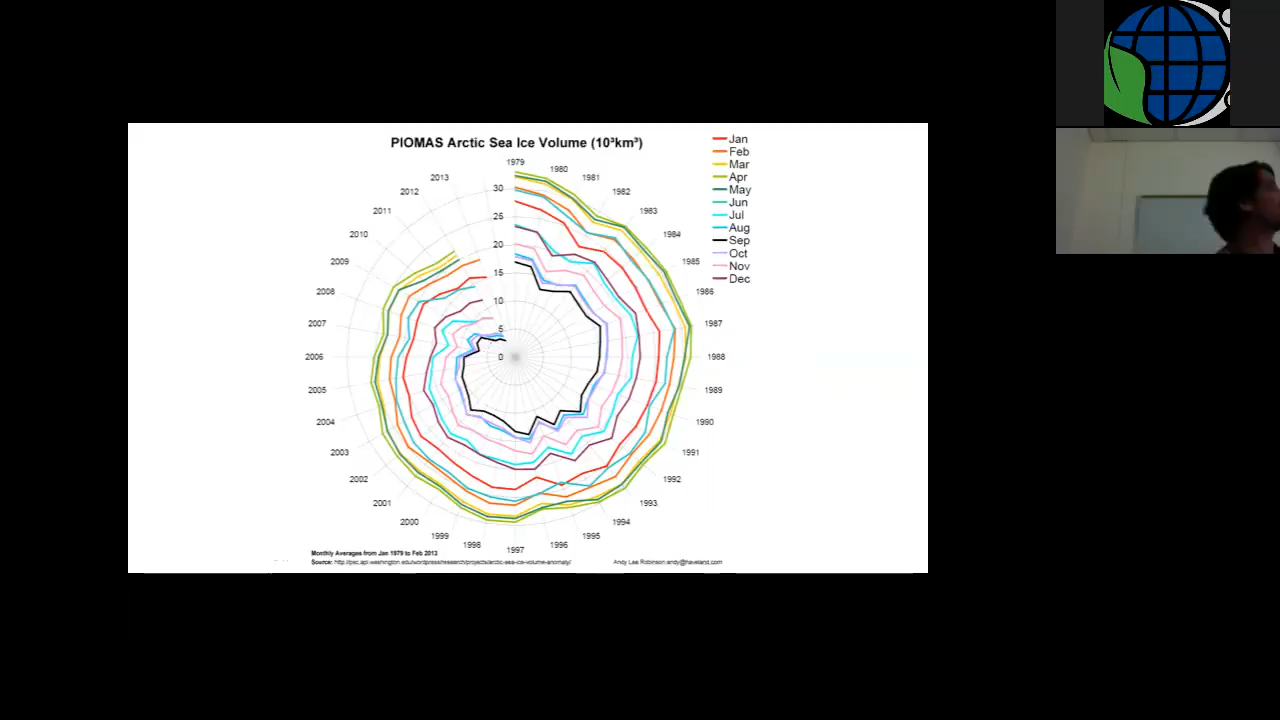 PIOMAS Arctic Sea Ice Volume (10³km³)
1979
1980
1981
1982
1983
1984
1985
1986
1987
1988
1989
1990
1991
1992
1993
1994
1995
1996
1997
1998
1999
2000
2001
2002
2003
2004
2005
2006
2007
2008
2009
2010
2011
2012
2013
30
25
20
15
10
5
0
Jan
Feb
Mar
Apr
May
Jun
Jul
Aug
Sep
Oct
Nov
Dec
Monthly Averages from Jan 1979 to Feb 2013
Source: http://psc.apl.washington.edu/wordpress/research/projects/arctic-sea-ice-volume-anomaly/
Andy Lee Robinson andy@haveland.com